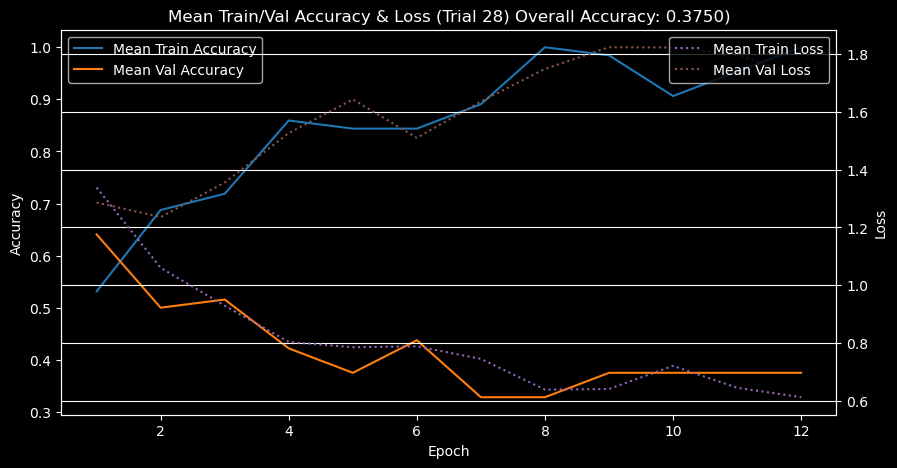 Mean Train/Val Accuracy & Loss (Trial 28) Overall Accuracy: 0.3750)
Mean Train Accuracy
Mean Val Accuracy
Mean Train Loss
Mean Val Loss
Accuracy
1.0
0.9
0.8
0.7
0.6
0.5
0.4
0.3
1.8
1.6
1.4
1.2
1.0
0.8
0.6
Loss
2 4 6 8 10 12
Epoch